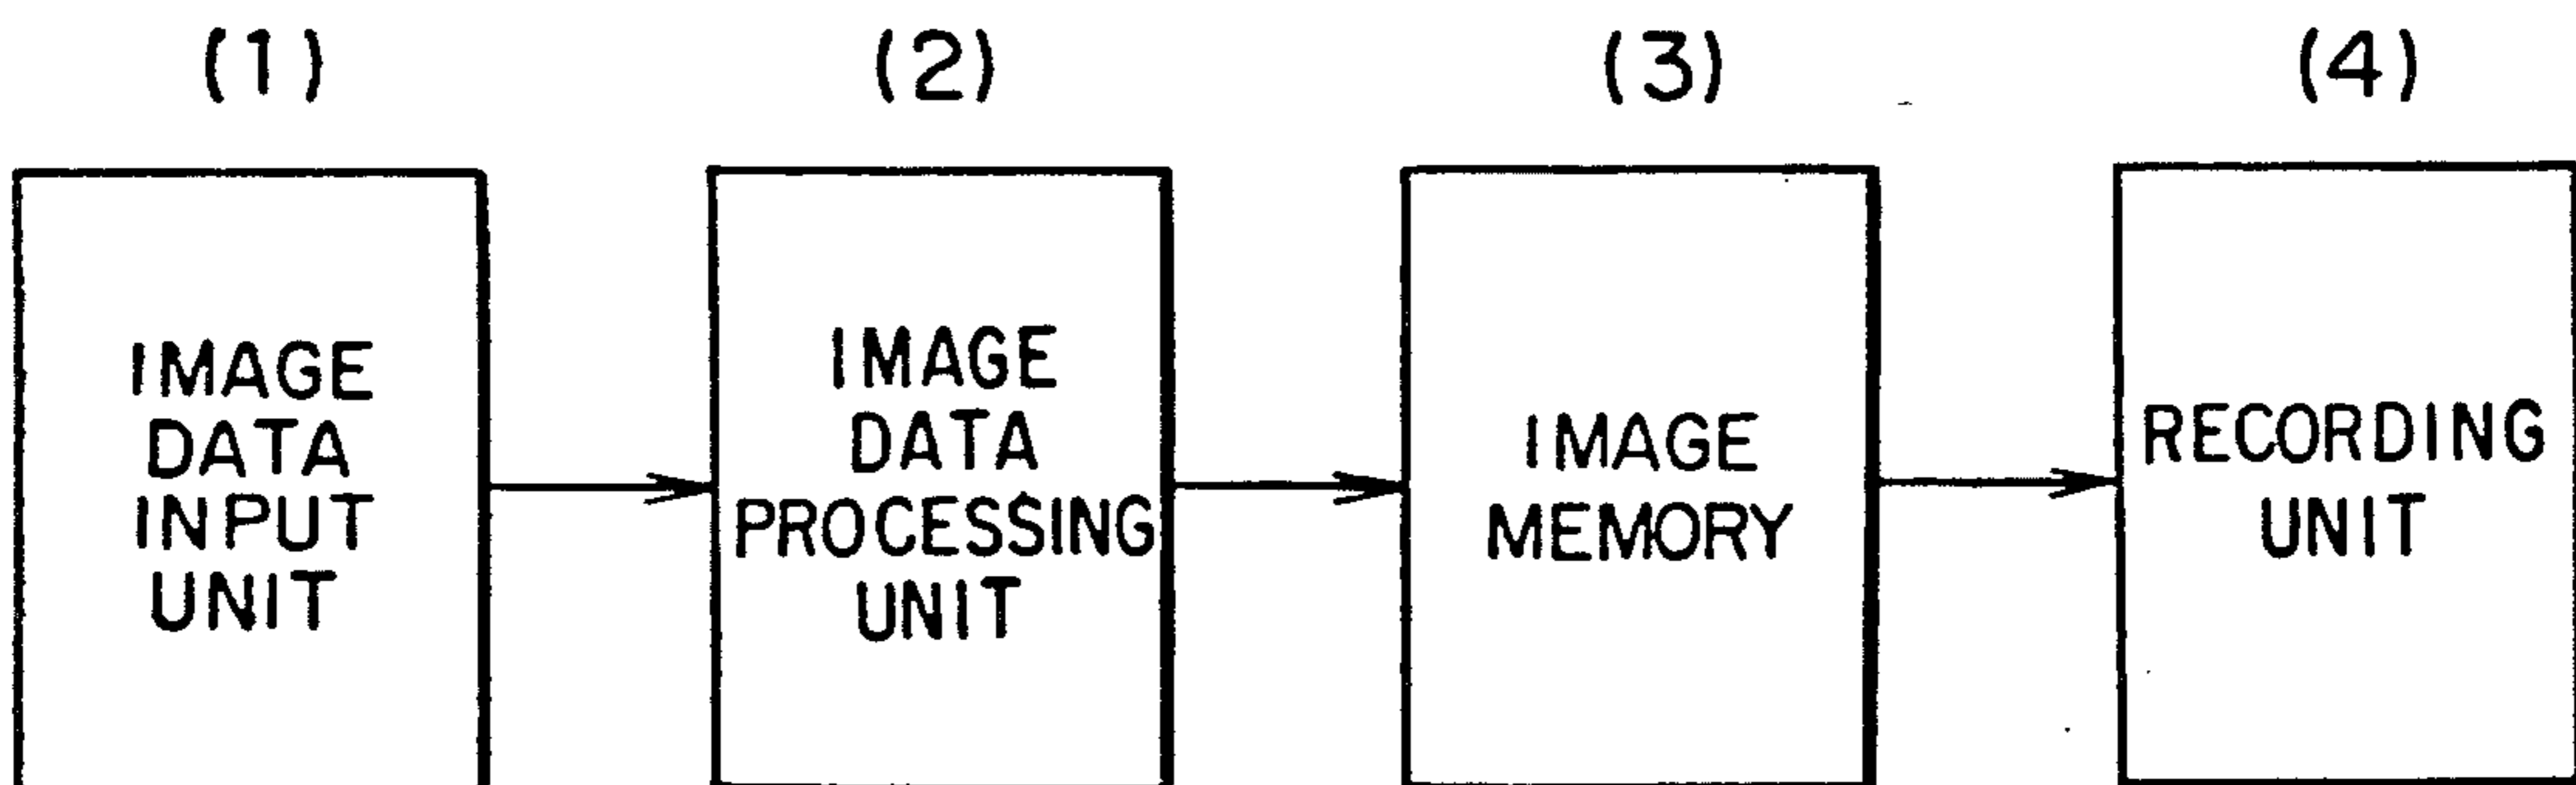 (1)
(2)
(3)
(4)
IMAGE
DATA
INPUT
UNIT
IMAGE
DATA
PROCESSING
UNIT
IMAGE
MEMORY
RECORDING
UNIT